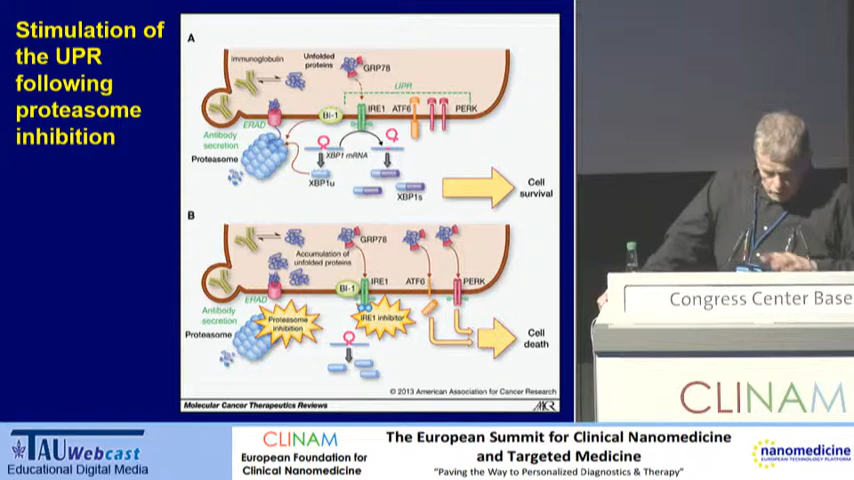 Stimulation of
the UPR
following
proteasome
inhibition
A
immunoglobulin
Unfolded
proteins
GRP78
UPR
IRE1
ATF6
PERK
BI-1
ERAD
Antibody
secretion
Proteasome
XBP1 mRNA
XBP1u
XBP1s
Cell
survival
B
GRP78
Accumulation of
unfolded proteins
IRE1
ATF6
PERK
BI-1
ERAD
Antibody
secretion
Proteasome
inhibition
IRE1 inhibitor
Proteasome
Cell
death
© 2013 American Association for Cancer Research
Molecular Cancer Therapeutics Reviews
AACR
Congress Center Base
CLINAM
TAU Webcast
Educational Digital Media
CLINAM
European Foundation for
Clinical Nanomedicine
The European Summit for Clinical Nanomedicine
and Targeted Medicine
"Paving the Way to Personalized Diagnostics & Therapy"
nanomedicine
EUROPEAN TECHNOLOGY PLATFORM